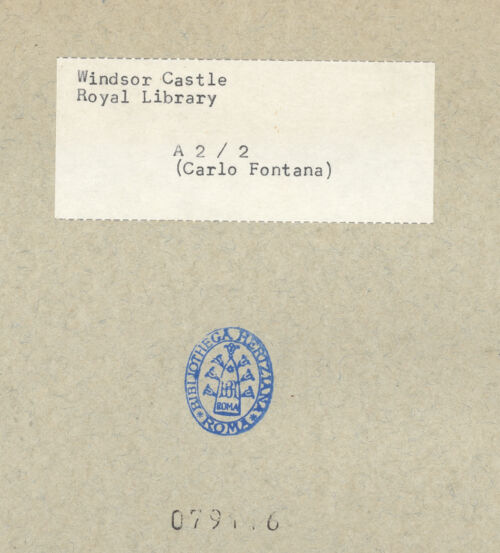 Windsor Castle
Royal Library
A 2 / 2
(Carlo Fontana)
BIBLIOTHECA HERTZIANA
ROMA
ROMA